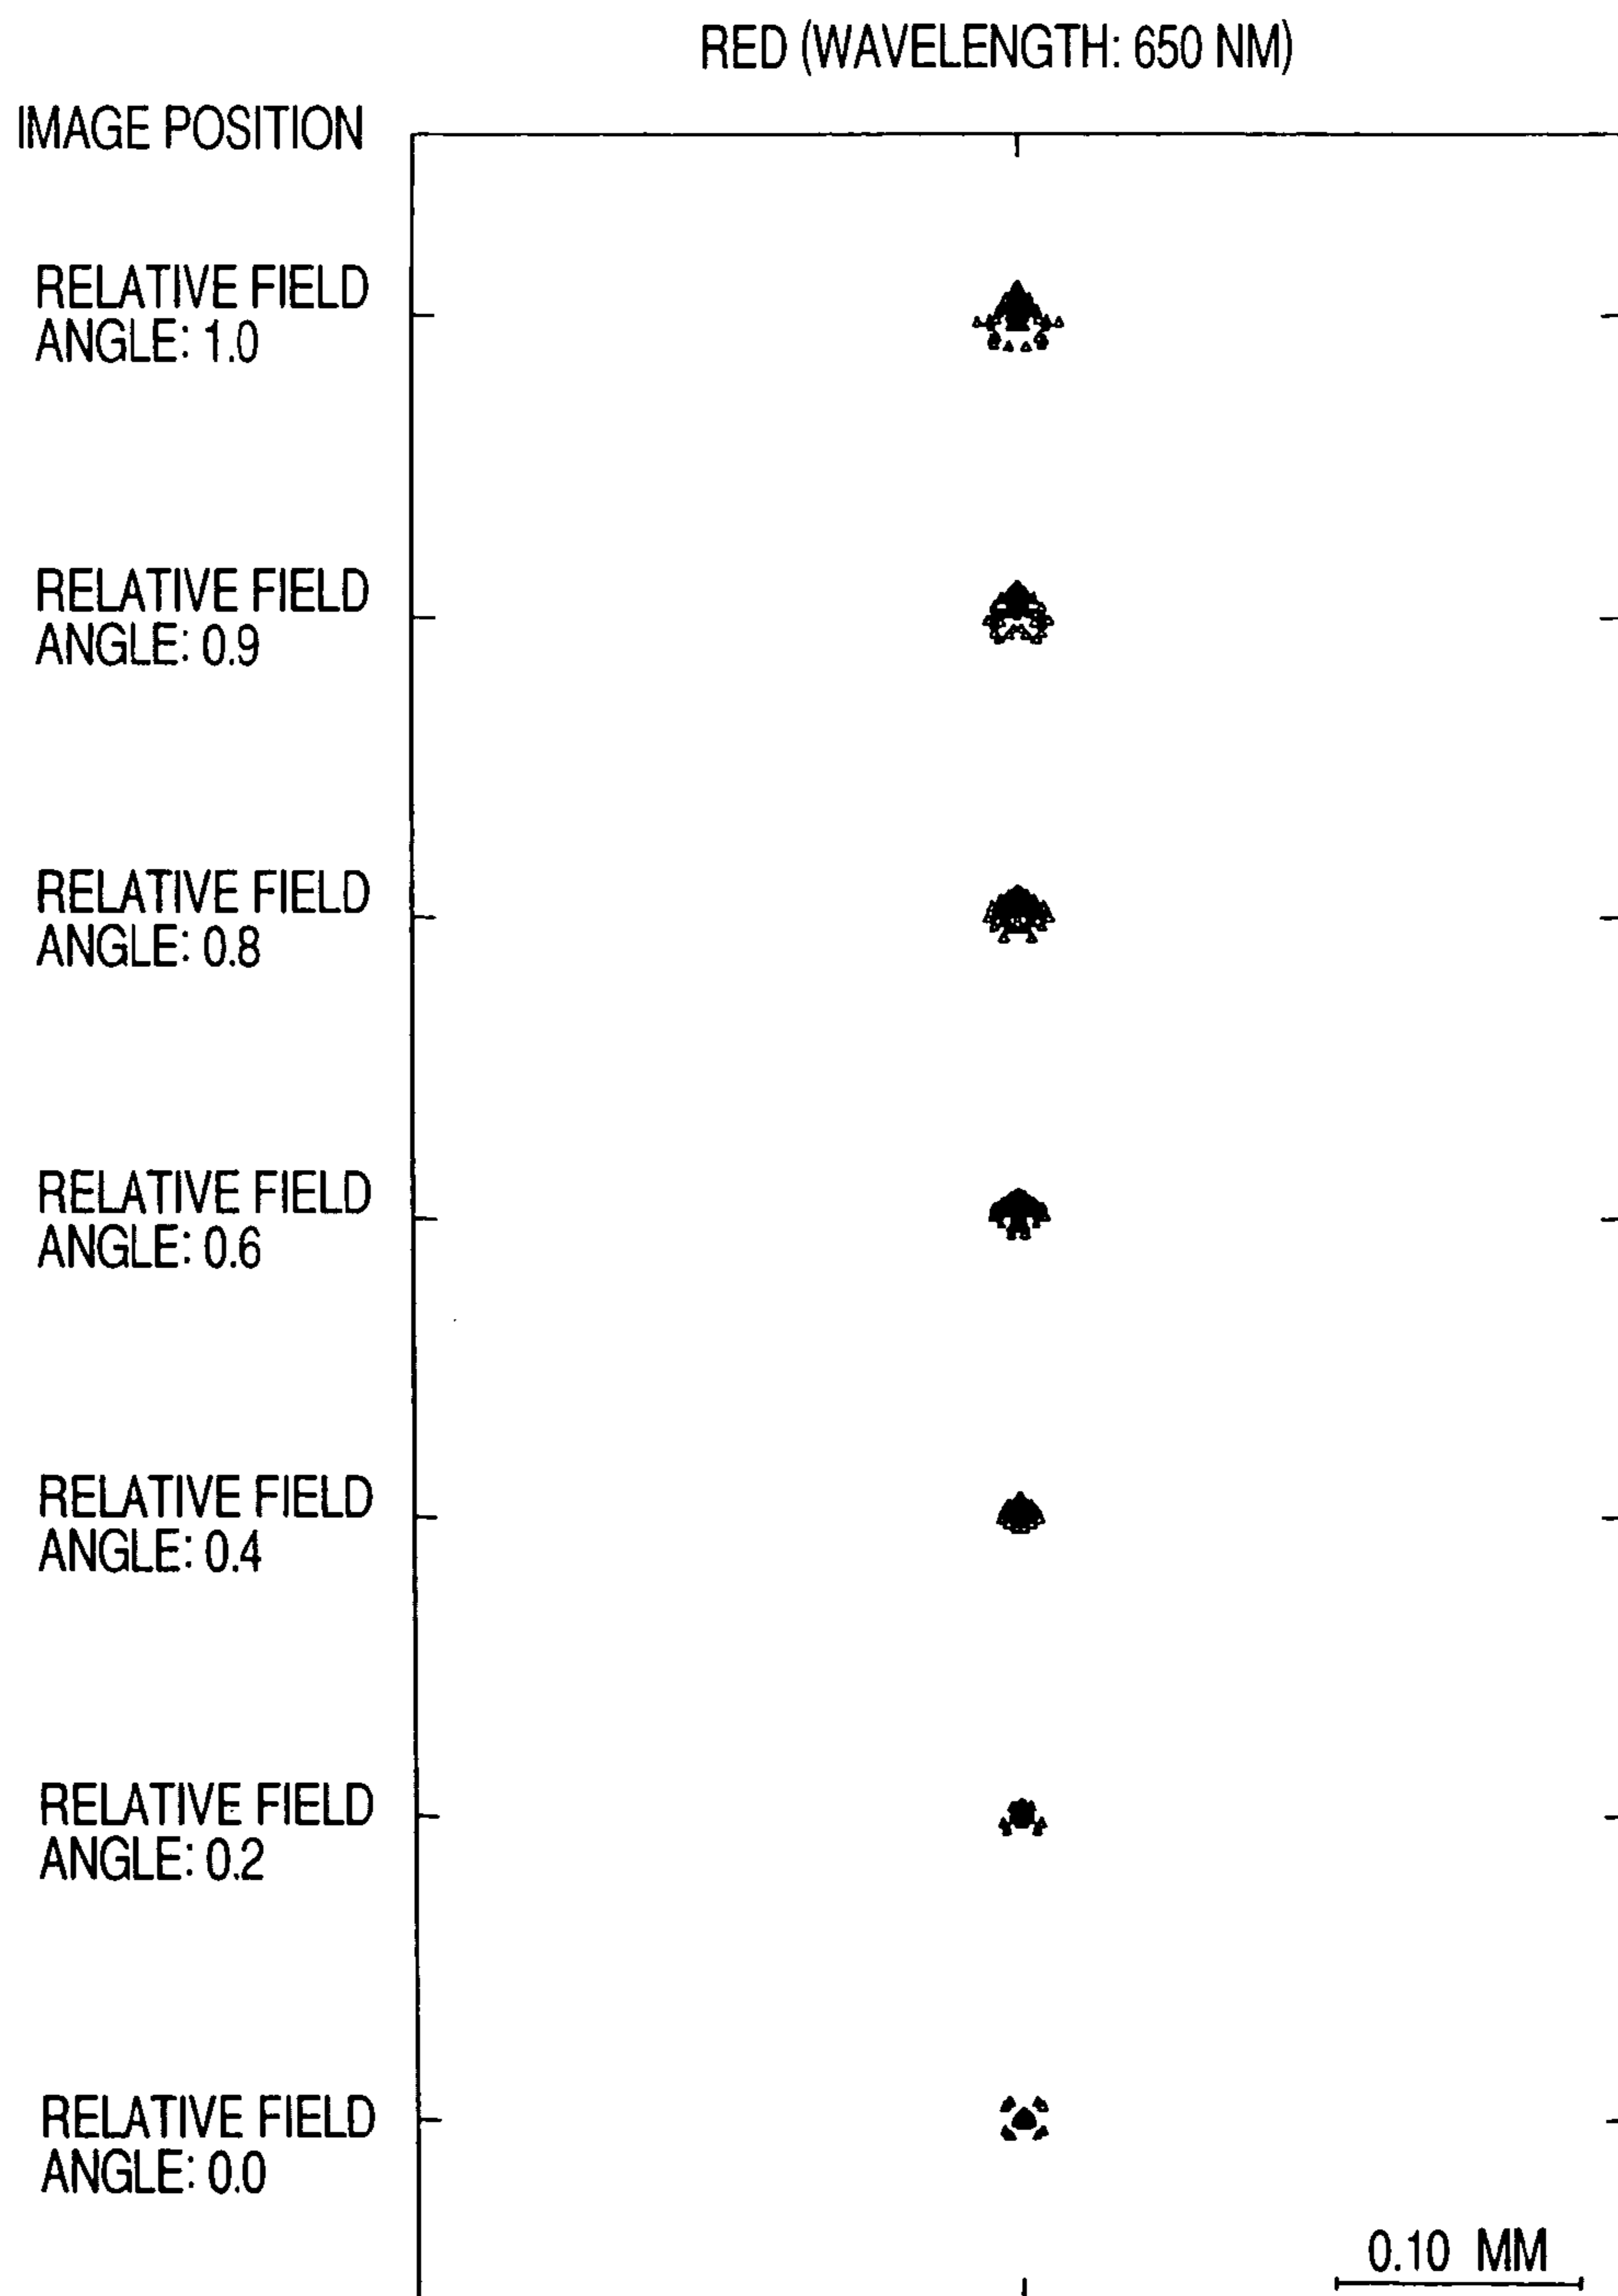 RED (WAVELENGTH: 650 NM)
IMAGE POSITION
RELATIVE FIELD
ANGLE: 1.0
RELATIVE FIELD
ANGLE: 0.9
RELATIVE FIELD
ANGLE: 0.8
RELATIVE FIELD
ANGLE: 0.6
RELATIVE FIELD
ANGLE: 0.4
RELATIVE FIELD
ANGLE: 0.2
RELATIVE FIELD
ANGLE: 0.0
0.10 MM